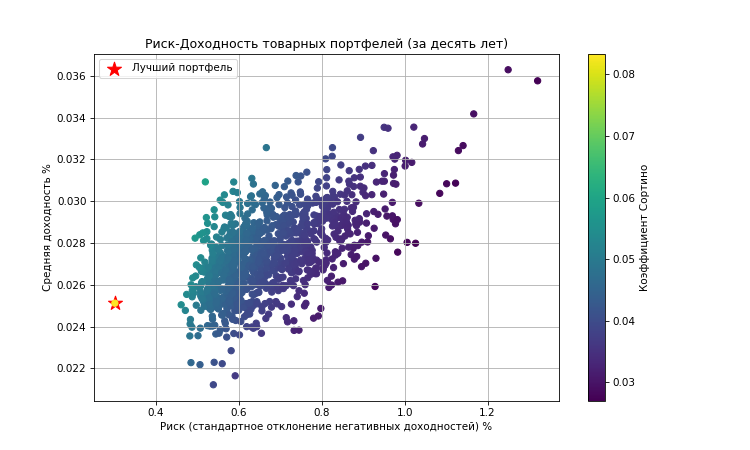 Риск-Доходность товарных портфелей (за десять лет)
Лучший портфель
0.036
0.034
0.032
0.030
0.028
0.026
0.024
0.022
Средняя доходность %
0.4 0.6 0.8 1.0 1.2
Риск (стандартное отклонение негативных доходностей) %
0.08
0.07
0.06
0.05
0.04
0.03
Коэффициент Сортино